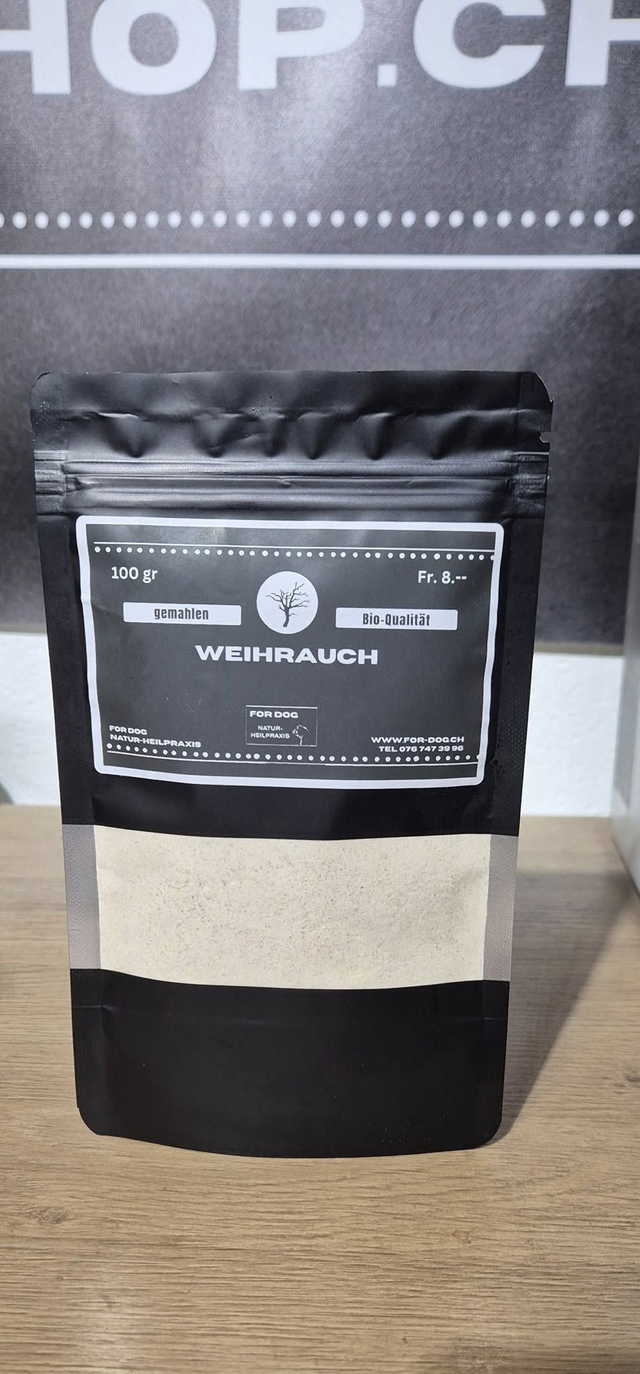 HOP.CH
100 gr
Fr. 8.--
gemahlen
Bio-Qualität
WEIHRAUCH
FOR DOG
NATUR-
HEILPRAXIS
FOR DOG
NATUR-HEILPRAXIS
WWW.FOR-DOG.CH
TEL 076 747 39 96